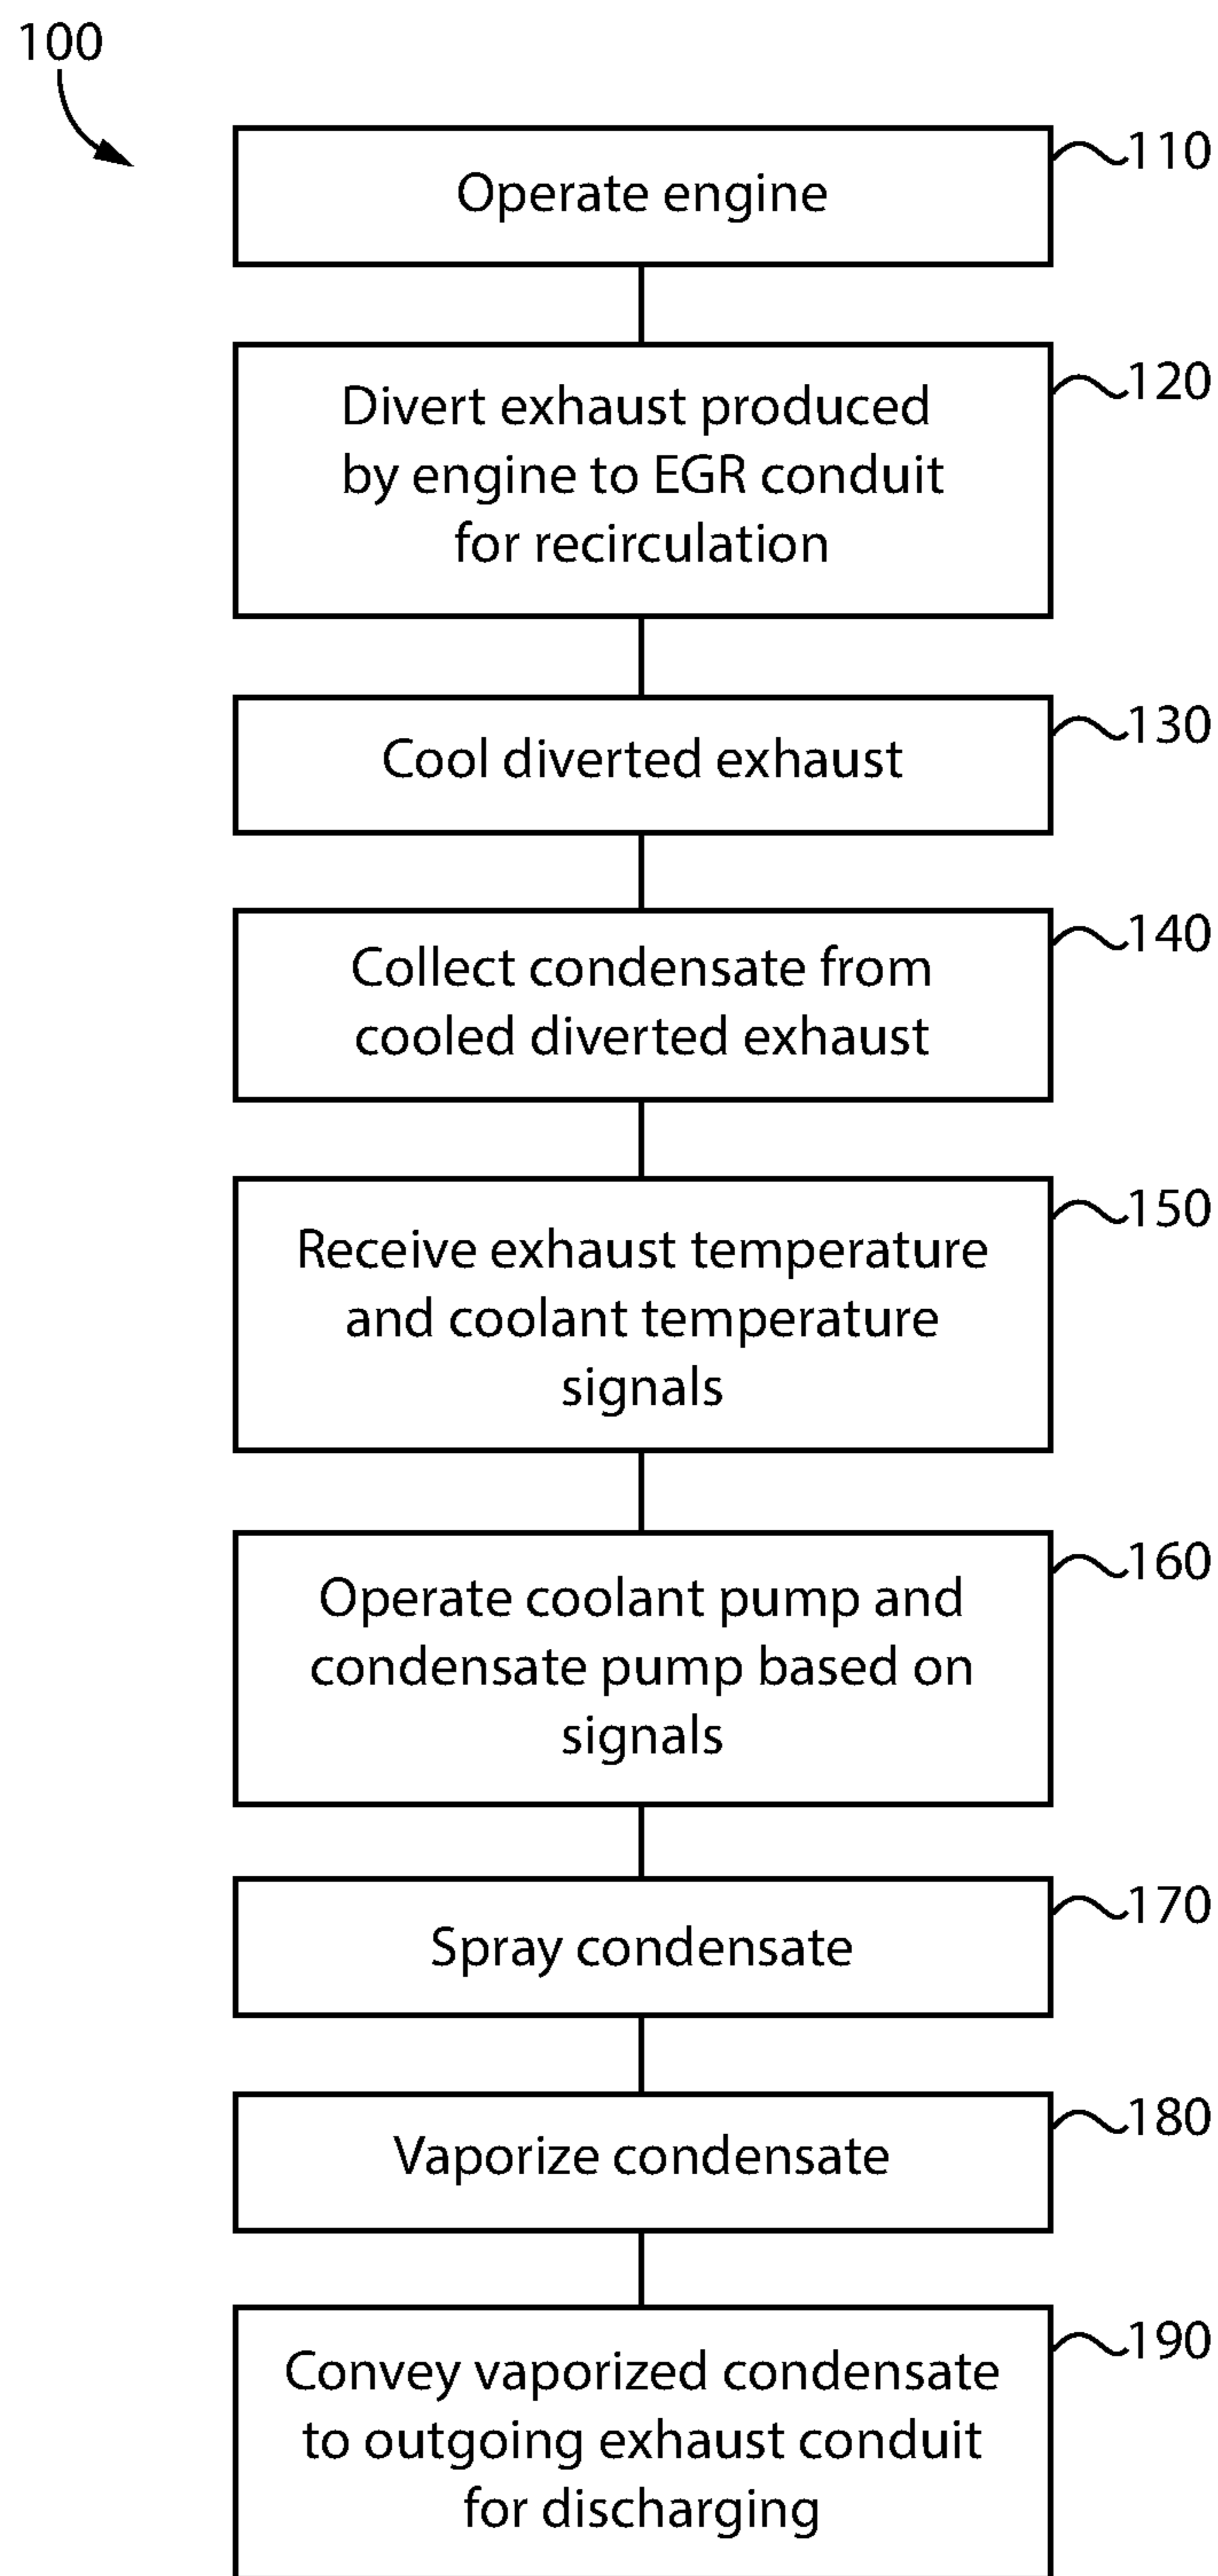 100
110
Operate engine
120
Divert exhaust produced
by engine to EGR conduit
for recirculation
130
Cool diverted exhaust
140
Collect condensate from
cooled diverted exhaust
150
Receive exhaust temperature
and coolant temperature
signals
160
Operate coolant pump and
condensate pump based on
signals
170
Spray condensate
180
Vaporize condensate
190
Convey vaporized condensate
to outgoing exhaust conduit
for discharging